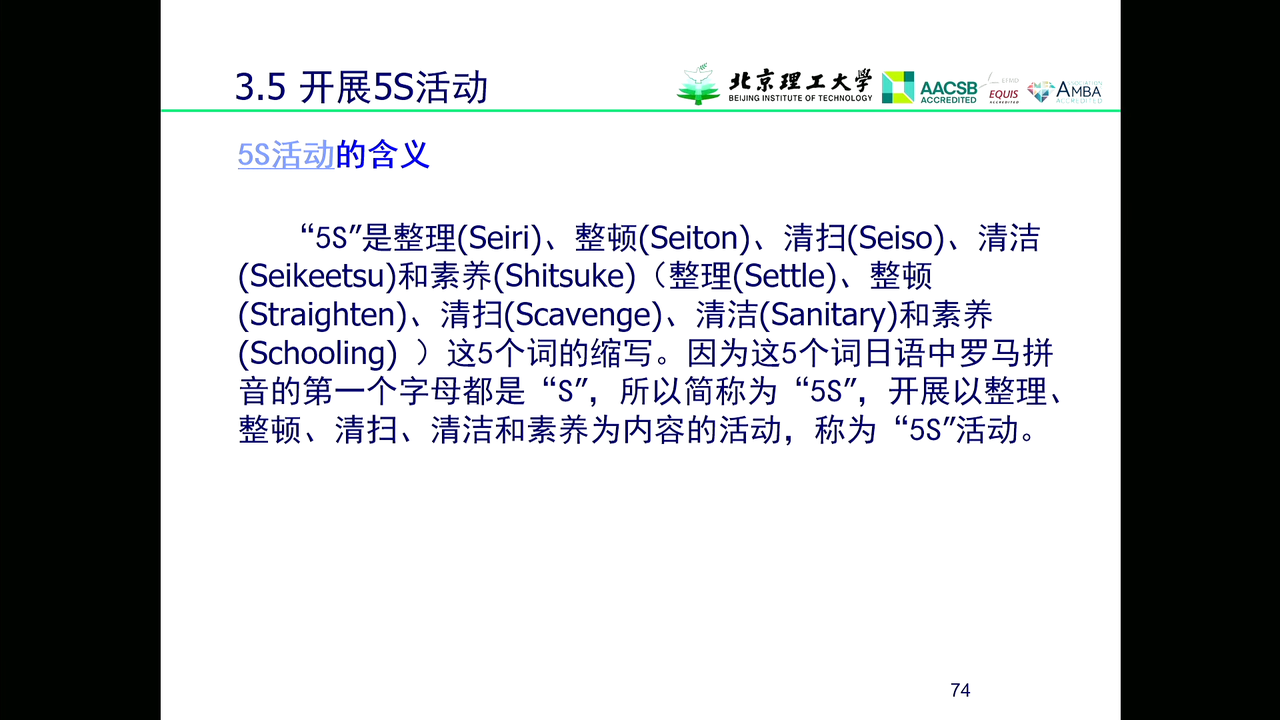 3.5 开展5S活动
北京理工大学
BEIJING INSTITUTE OF TECHNOLOGY
AACSB
ACCREDITED
EFMD
EQUIS
ACCREDITED
ASSOCIATION
AMBA
ACCREDITED
5S活动的含义
“5S”是整理(Seiri)、整顿(Seiton)、清扫(Seiso)、清洁
(Seikeetsu)和素养(Shitsuke)（整理(Settle)、整顿
(Straighten)、清扫(Scavenge)、清洁(Sanitary)和素养
(Schooling) ）这5个词的缩写。因为这5个词日语中罗马拼
音的第一个字母都是“S”，所以简称为“5S”，开展以整理、
整顿、清扫、清洁和素养为内容的活动，称为“5S”活动。
74